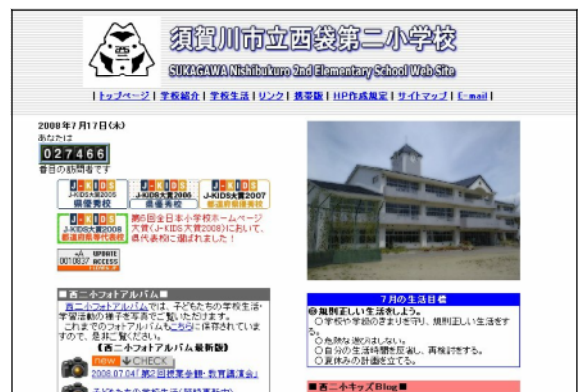 須賀川市立西袋第二小学校
SUKAGAWA Nishibukuro 2nd Elementary School Web Site
| トップページ | 学校紹介 | 学校生活 | リンク | 携帯版 | HP作成規定 | サイトマップ | E-mail |
2008年7月17日(木)
あなたは
027466
番目の訪問者です
J-KIDS J-KIDS J-KIDS
J-KIDS大賞2005 J-KIDS大賞2006 J-KIDS大賞2007
県優秀校 県優秀校
J-KIDS
J-KIDS大賞2008
都道府県代表校
第6回全日本小学校ホームページ
大賞(J-KIDS大賞2008)において、
県代表校に選ばれました!
UPDATE
0010837 ACCESS
■西二小フォトアルバム■
西二小フォトアルバムでは、子どもたちの学校生活・
学習活動の様子を写真でご覧いただけます。
これまでのフォトアルバムもこちらに保存されていま
すので、是非ご覧ください。
【西二小フォトアルバム最新版】
new CHECK
2008.07.04「第2回授業参観・教育講演会」
7月の生活目標
◎規則正しい生活をしよう。
○学校や学級のきまりを守り、規則正しい生活をす
る。
○危険な遊びはしない。
○自分の生活時間を反省し、再検討をする。
○夏休みの計画を立てる。
■西二小キッズBlog■